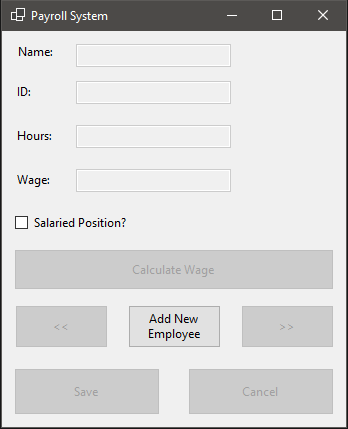 Payroll System
Name:
ID:
Hours:
Wage:
Salaried Position?
Calculate Wage
<<
Add New
Employee
>>
Save
Cancel